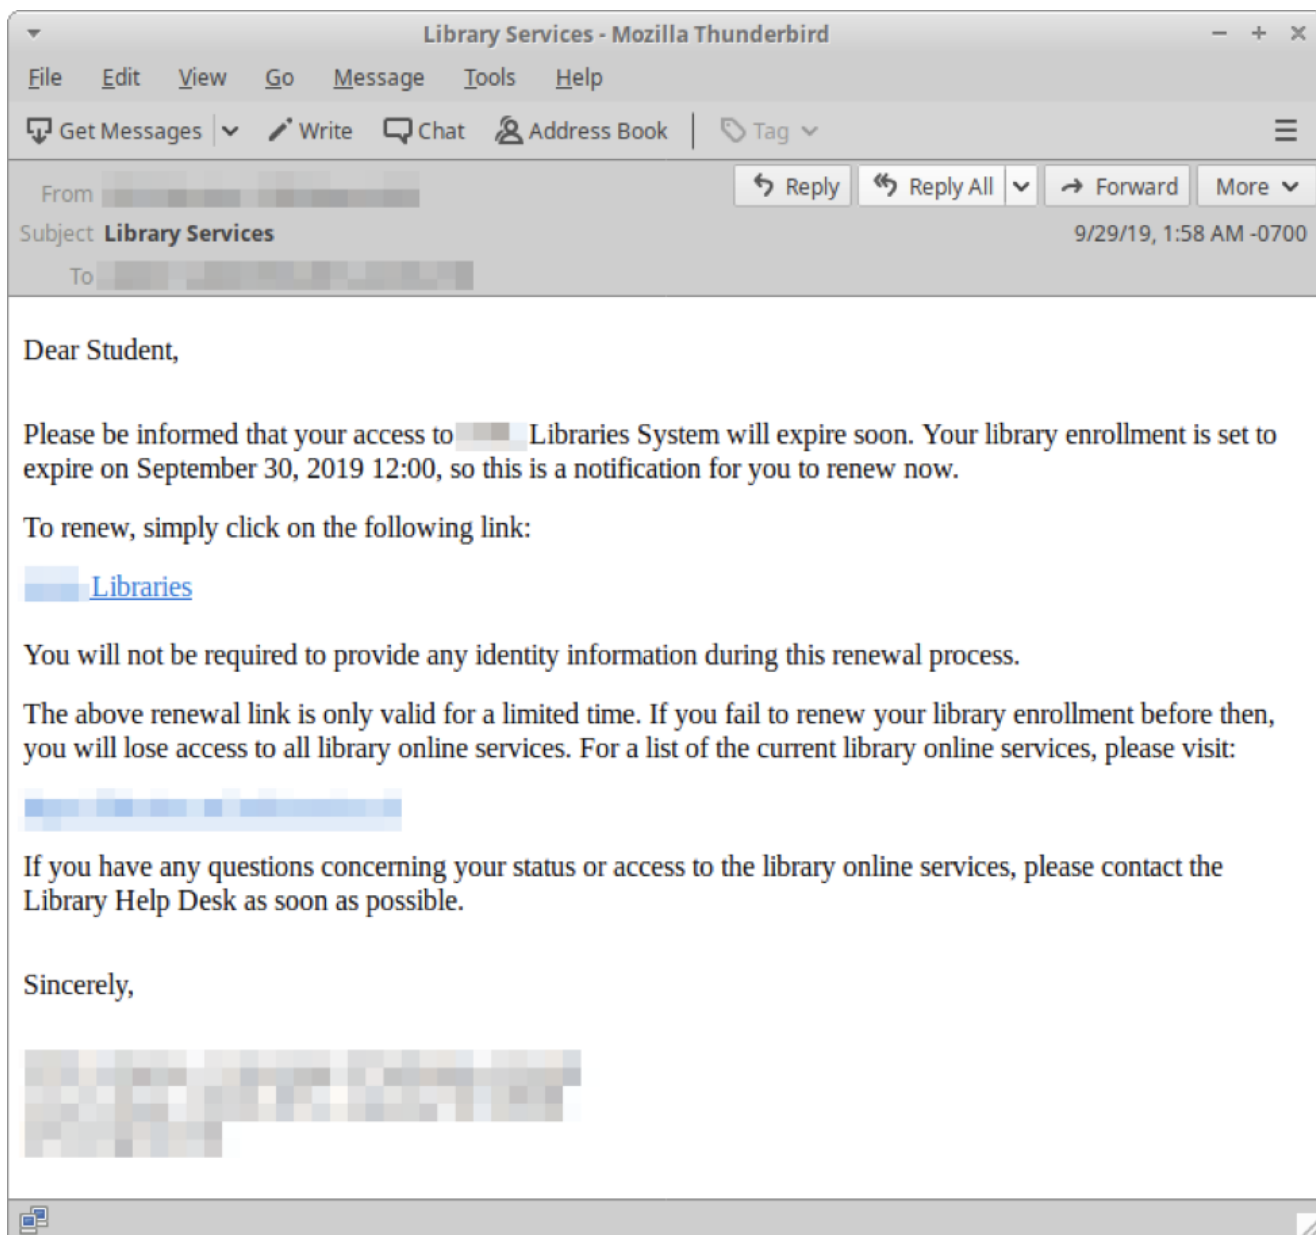 Library Services - Mozilla Thunderbird
File Edit View Go Message Tools Help
Get Messages Write Chat Address Book Tag
From Reply Reply All Forward More
Subject Library Services 9/29/19, 1:58 AM -0700
To
Dear Student,
Please be informed that your access to Libraries System will expire soon. Your library enrollment is set to
expire on September 30, 2019 12:00, so this is a notification for you to renew now.
To renew, simply click on the following link:
Libraries
You will not be required to provide any identity information during this renewal process.
The above renewal link is only valid for a limited time. If you fail to renew your library enrollment before then,
you will lose access to all library online services. For a list of the current library online services, please visit:
If you have any questions concerning your status or access to the library online services, please contact the
Library Help Desk as soon as possible.
Sincerely,